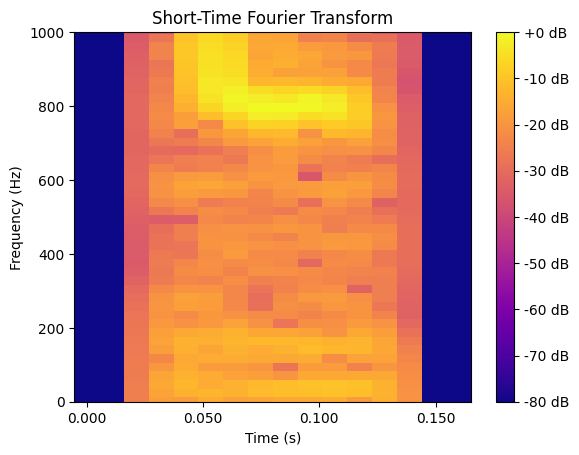 Short-Time Fourier Transform
1000
800
600
400
200
0
Frequency (Hz)
0.000
0.050
0.100
0.150
Time (s)
+0 dB
-10 dB
-20 dB
-30 dB
-40 dB
-50 dB
-60 dB
-70 dB
-80 dB